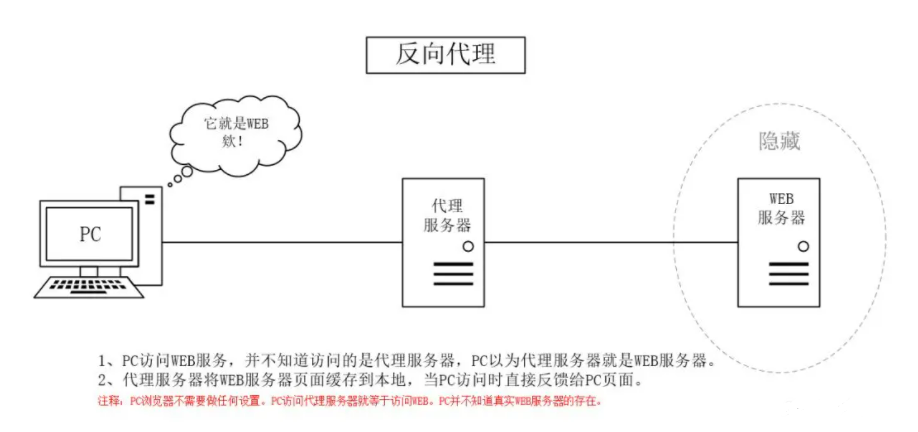 反向代理
它就是WEB
欸！
隐藏
PC
代理
服务器
WEB
服务器
1、PC访问WEB服务，并不知道访问的是代理服务器，PC以为代理服务器就是WEB服务器。
2、代理服务器将WEB服务器页面缓存到本地，当PC访问时直接反馈给PC页面。
注释：PC浏览器不需要做任何设置。PC访问代理服务器就等于访问WEB。PC并不知道真实WEB服务器的存在。